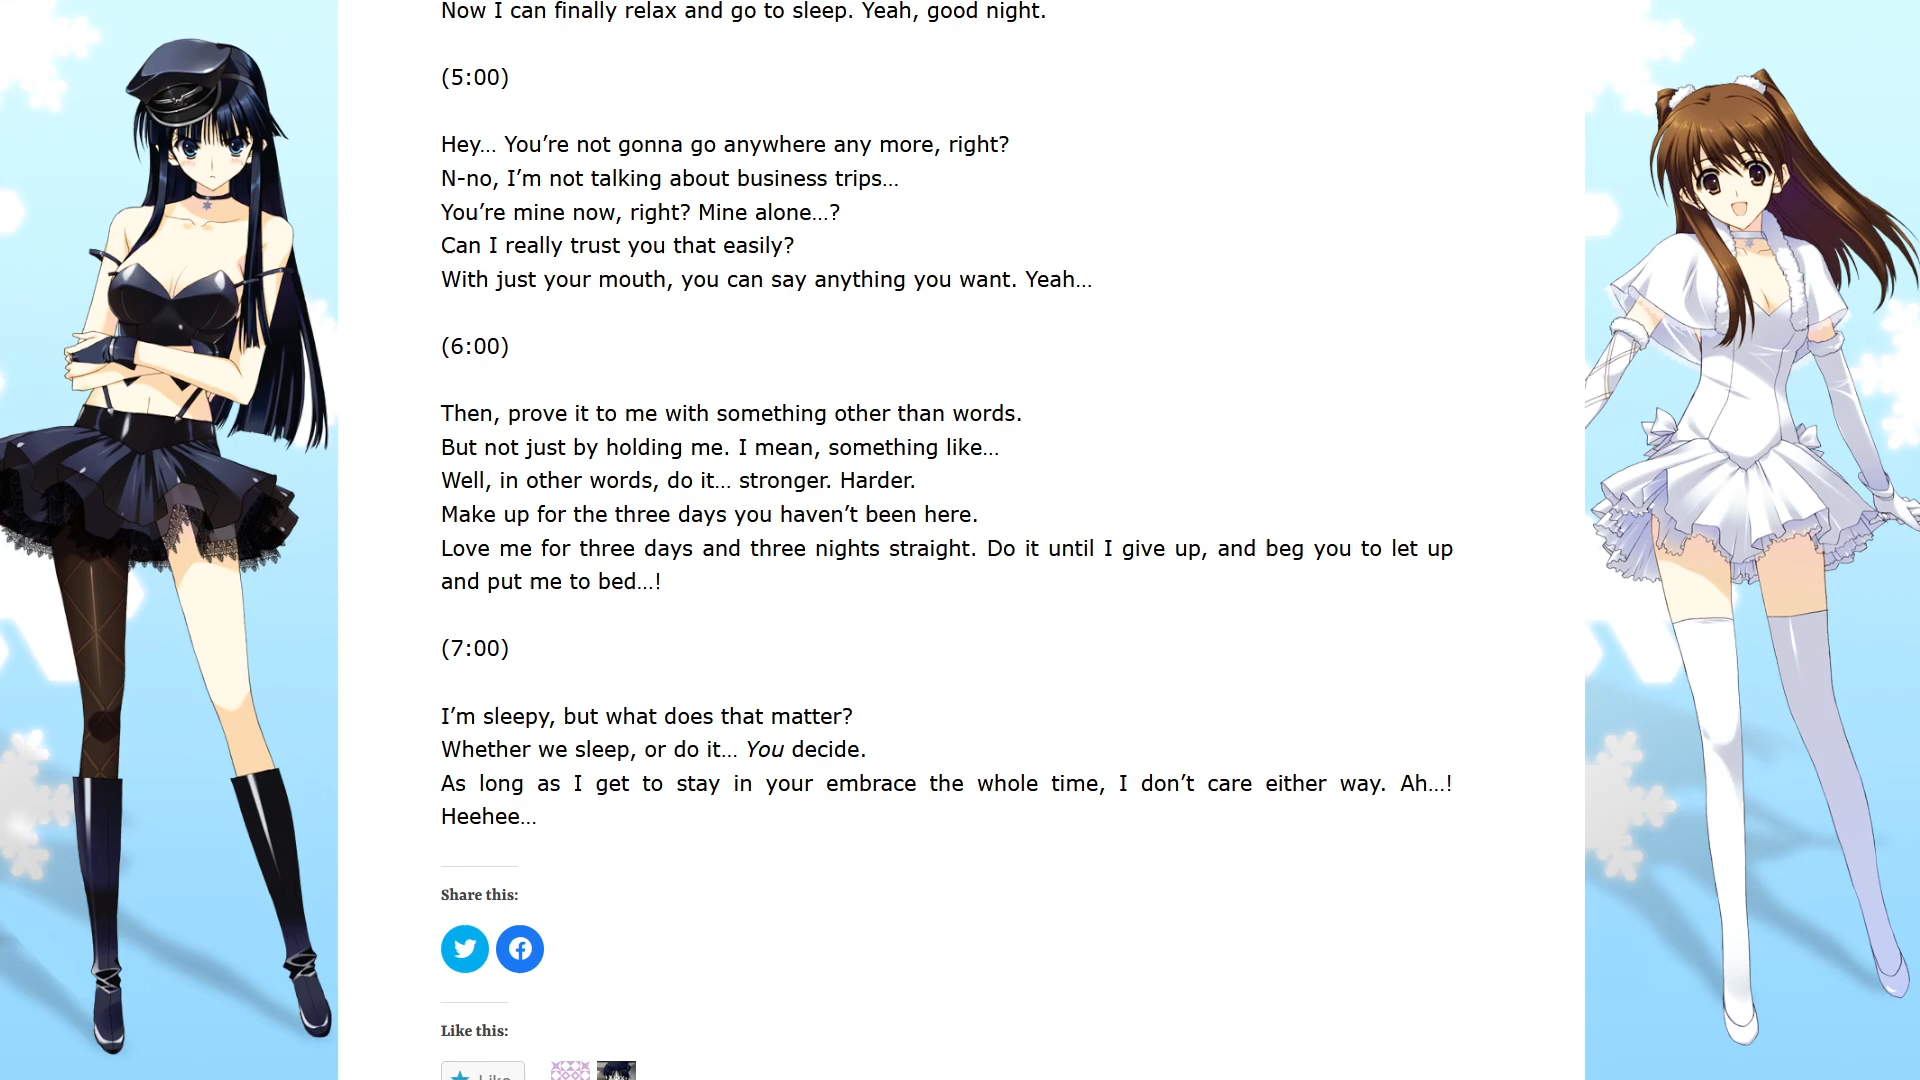 Now I can finally relax and go to sleep. Yeah, good night.
(5:00)
Hey… You’re not gonna go anywhere any more, right?
N-no, I’m not talking about business trips…
You’re mine now, right? Mine alone…?
Can I really trust you that easily?
With just your mouth, you can say anything you want. Yeah…
(6:00)
Then, prove it to me with something other than words.
But not just by holding me. I mean, something like…
Well, in other words, do it… stronger. Harder.
Make up for the three days you haven’t been here.
Love me for three days and three nights straight. Do it until I give up, and beg you to let up
and put me to bed…!
(7:00)
I’m sleepy, but what does that matter?
Whether we sleep, or do it… You decide.
As long as I get to stay in your embrace the whole time, I don’t care either way. Ah…!
Heehee…
Share this:
Like this:
Like